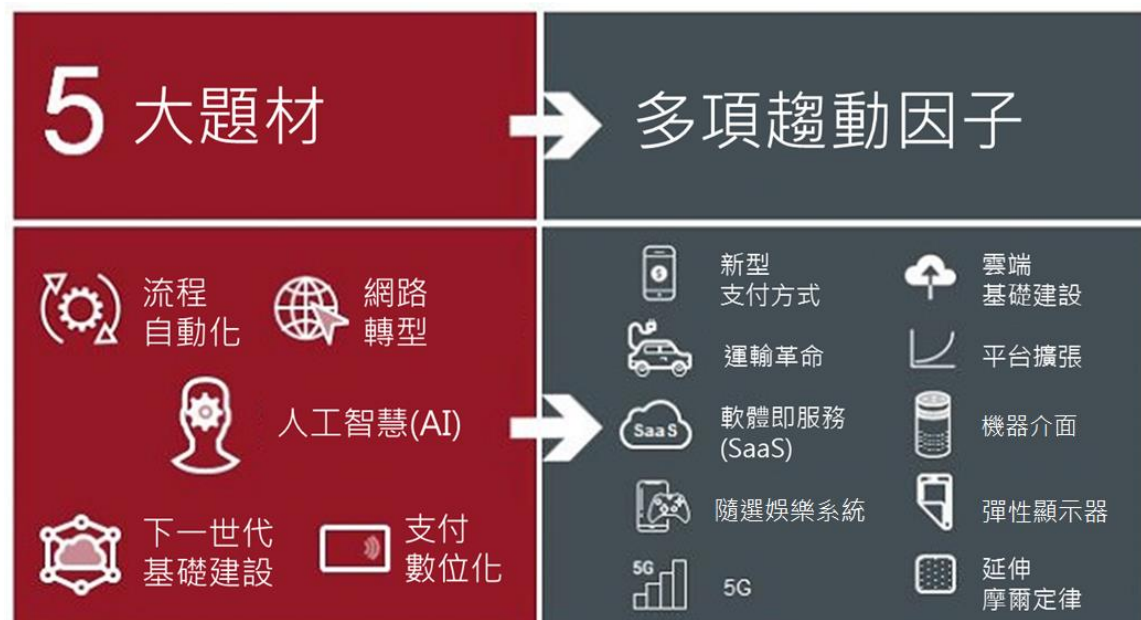 5 大題材
多項趨動因子
流程
自動化
網路
轉型
人工智慧(AI)
下一世代
基礎建設
支付
數位化
新型
支付方式
雲端
基礎建設
運輸革命
平台擴張
SaaS
軟體即服務
(SaaS)
機器介面
隨選娛樂系統
彈性顯示器
5G
5G
延伸
摩爾定律